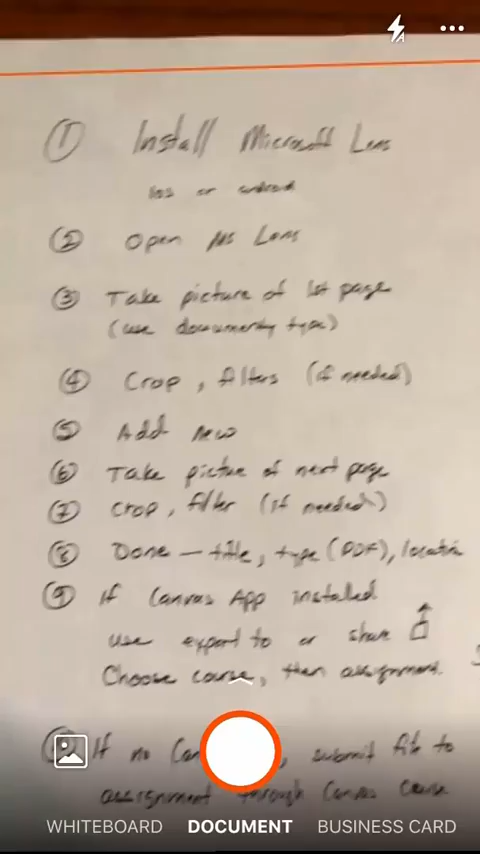 ① Install Microsoft Lens
ios or android
② Open MS Lens
③ Take picture of 1st page
(use document type)
④ Crop, filters (if needed)
⑤ Add new
⑥ Take picture of next page
⑦ Crop, filter (if needed)
⑧ Done — title, type (PDF), location
⑨ If Canvas App installed
use export to or share
Choose course, then assignment.
If no submit file to
assignment through Canvas course
WHITEBOARD DOCUMENT BUSINESS CARD